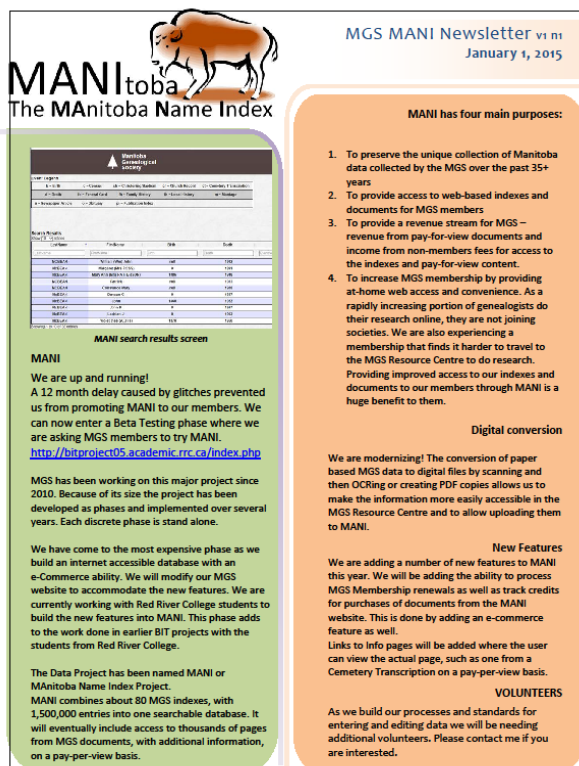 MANItoba
The MAnitoba Name Index
MGS MANI Newsletter v1 n1
January 1, 2015
Manitoba
Genealogical
Society
Search Results
MANI search results screen
MANI
We are up and running!
A 12 month delay caused by glitches prevented
us from promoting MANI to our members. We
can now enter a Beta Testing phase where we
are asking MGS members to try MANI.
http://bitproject05.academic.rrc.ca/index.php
MGS has been working on this major project since
2010. Because of its size the project has been
developed as phases and implemented over several
years. Each discrete phase is stand alone.
We have come to the most expensive phase as we
build an internet accessible database with an
e-Commerce ability. We will modify our MGS
website to accommodate the new features. We are
currently working with Red River College students to
build the new features into MANI. This phase adds
to the work done in earlier BIT projects with the
students from Red River College.
The Data Project has been named MANI or
MAnitoba Name Index Project.
MANI combines about 80 MGS indexes, with
1,500,000 entries into one searchable database. It
will eventually include access to thousands of pages
from MGS documents, with additional information,
on a pay-per-view basis.
MANI has four main purposes:
1. To preserve the unique collection of Manitoba
data collected by the MGS over the past 35+
years
2. To provide access to web-based indexes and
documents for MGS members
3. To provide a revenue stream for MGS –
revenue from pay-for-view documents and
income from non-members fees for access to
the indexes and pay-for-view content.
4. To increase MGS membership by providing
at-home web access and convenience. As a
rapidly increasing portion of genealogists do
their research online, they are not joining
societies. We are also experiencing a
membership that finds it harder to travel to
the MGS Resource Centre to do research.
Providing improved access to our indexes and
documents to our members through MANI is a
huge benefit to them.
Digital conversion
We are modernizing! The conversion of paper
based MGS data to digital files by scanning and
then OCRing or creating PDF copies allows us to
make the information more easily accessible in the
MGS Resource Centre and to allow uploading them
to MANI.
New Features
We are adding a number of new features to MANI
this year. We will be adding the ability to process
MGS Membership renewals as well as track credits
for purchases of documents from the MANI
website. This is done by adding an e-commerce
feature as well.
Links to Info pages will be added where the user
can view the actual page, such as one from a
Cemetery Transcription on a pay-per-view basis.
VOLUNTEERS
As we build our processes and standards for
entering and editing data we will be needing
additional volunteers. Please contact me if you
are interested.